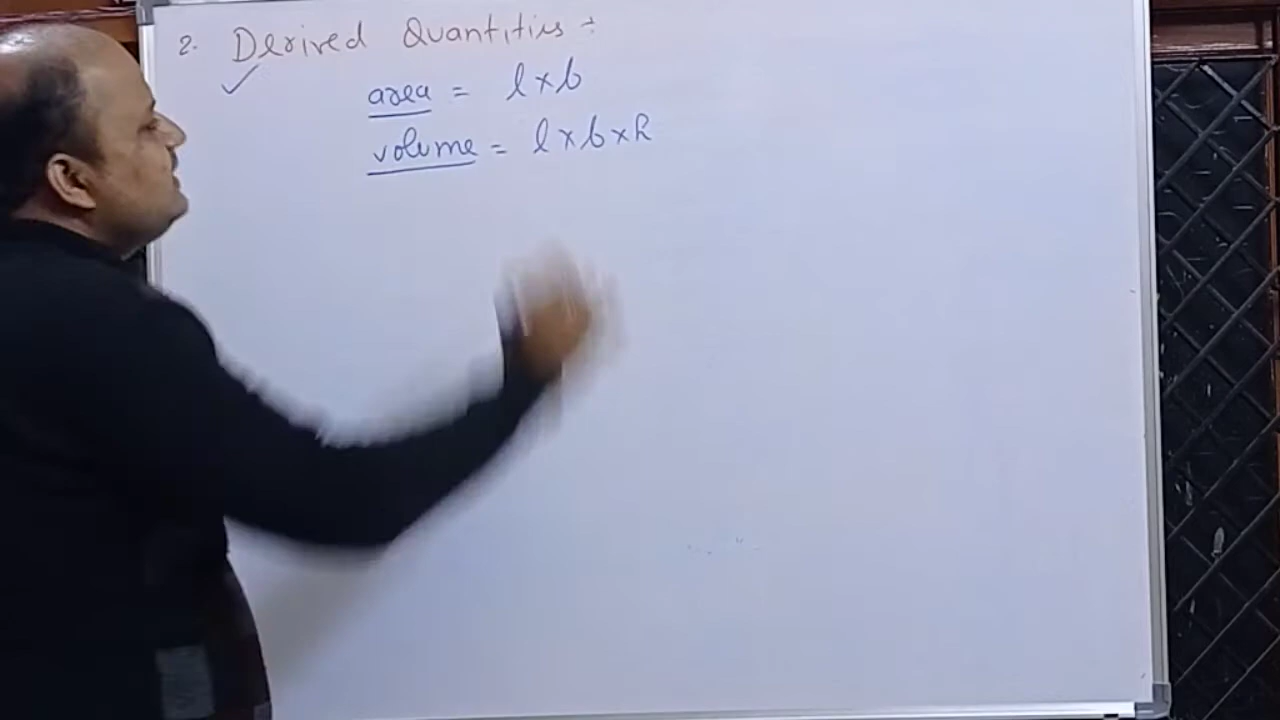 2. Derived Quantities :-
area = l×b
volume = l×b×h